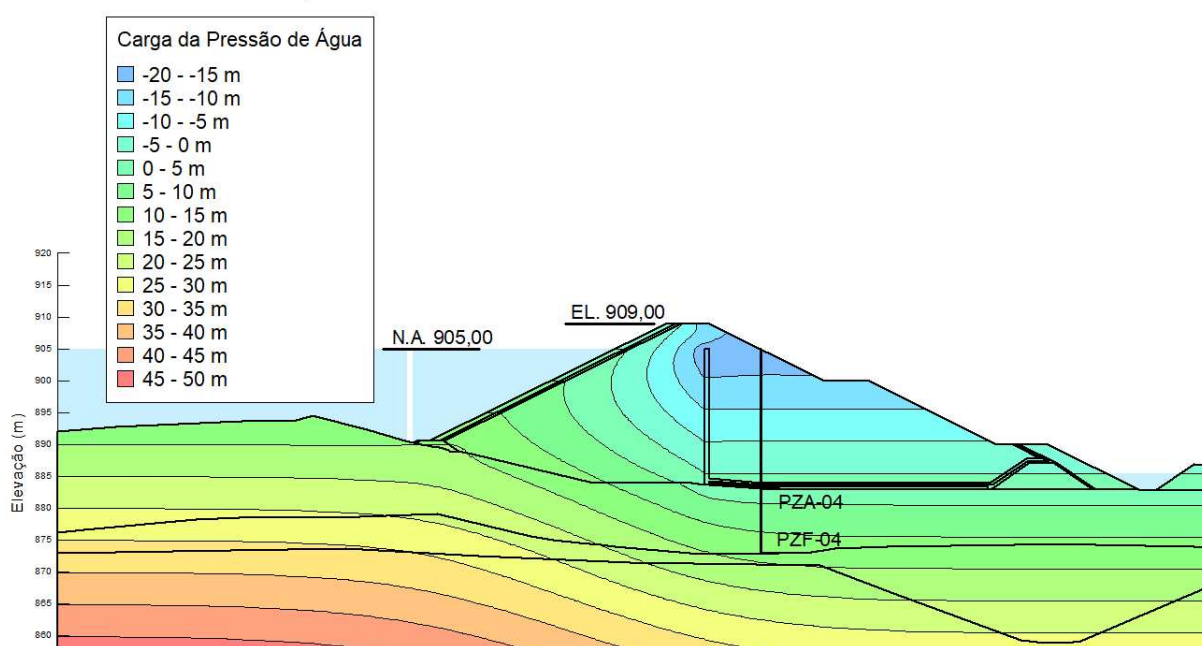 Carga da Pressão de Água
-20 - -15 m
-15 - -10 m
-10 - -5 m
-5 - 0 m
0 - 5 m
5 - 10 m
10 - 15 m
15 - 20 m
20 - 25 m
25 - 30 m
30 - 35 m
35 - 40 m
40 - 45 m
45 - 50 m
EL. 909,00
N.A. 905,00
PZA-04
PZF-04
Elevação (m)
920
915
910
905
900
895
890
885
880
875
870
865
860